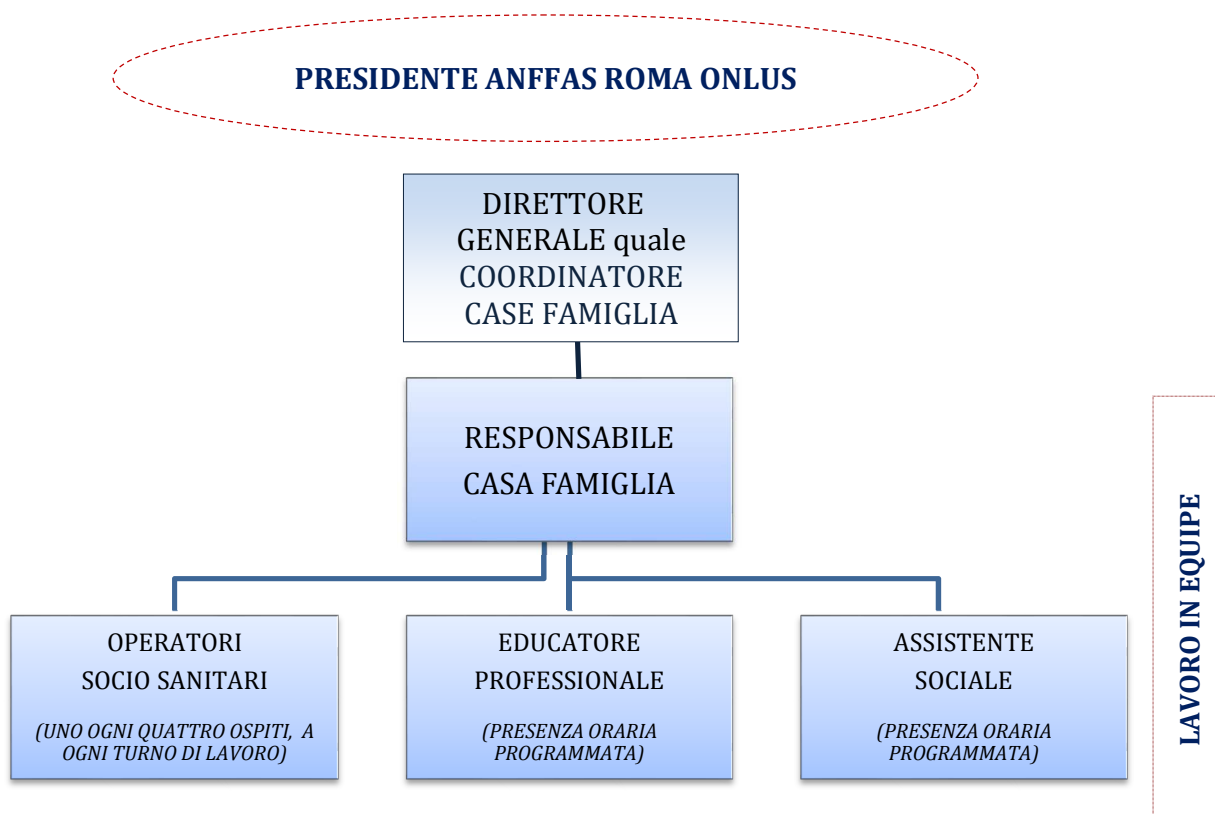 PRESIDENTE ANFFAS ROMA ONLUS
DIRETTORE
GENERALE quale
COORDINATORE
CASE FAMIGLIA
RESPONSABILE
CASA FAMIGLIA
OPERATORI
SOCIO SANITARI
(UNO OGNI QUATTRO OSPITI, A
OGNI TURNO DI LAVORO)
EDUCATORE
PROFESSIONALE
(PRESENZA ORARIA
PROGRAMMATA)
ASSISTENTE
SOCIALE
(PRESENZA ORARIA
PROGRAMMATA)
LAVORO IN EQUIPE